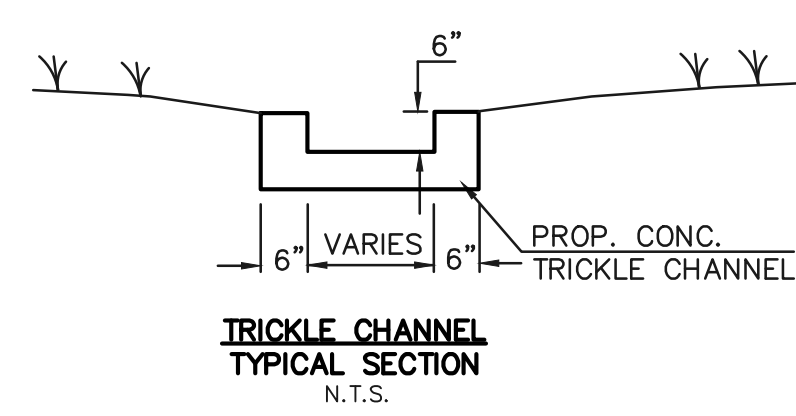 6”
6” VARIES 6”
PROP. CONC.
TRICKLE CHANNEL
TRICKLE CHANNEL
TYPICAL SECTION
N.T.S.